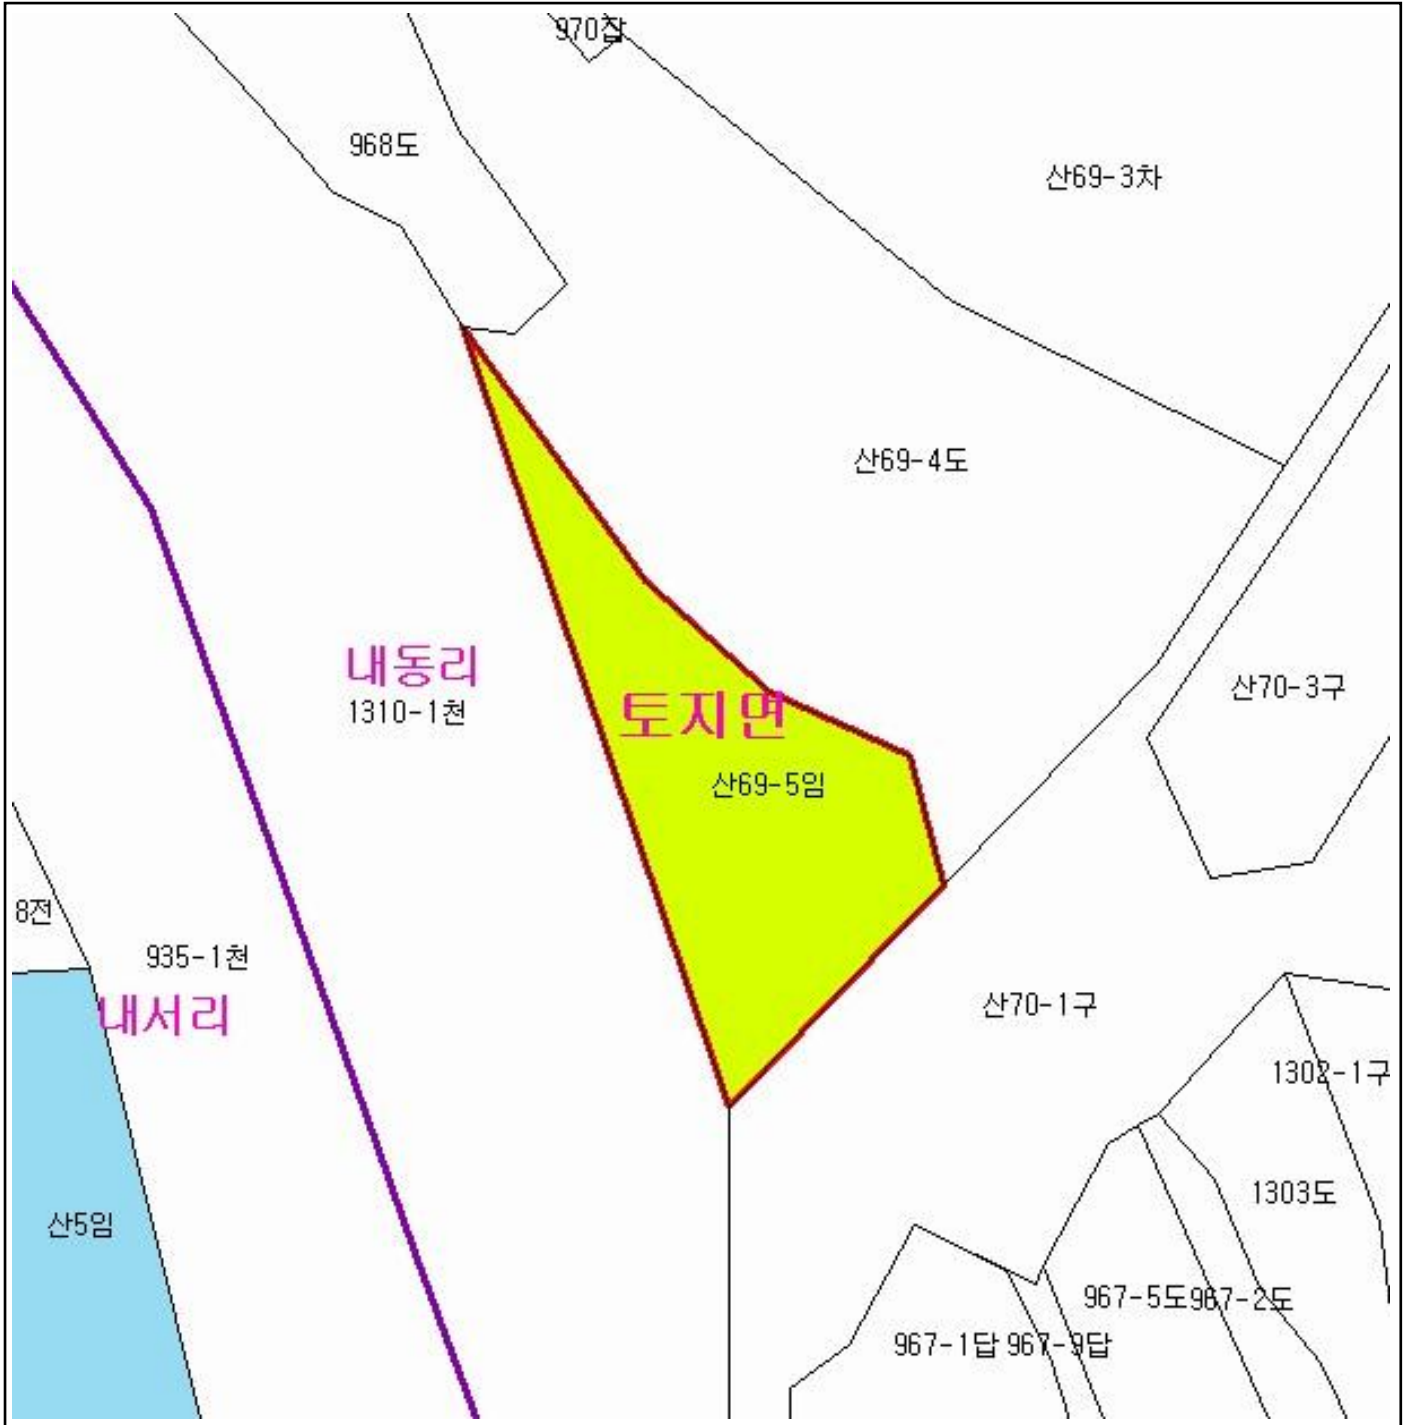 970잡
968도
산69-3차
산69-4도
내동리
1310-1천
토지면
산70-3구
산69-5임
8전
935-1천
내서리
산70-1구
1302-1구
산5임
1303도
967-5도967-2도
967-1답 967-9답